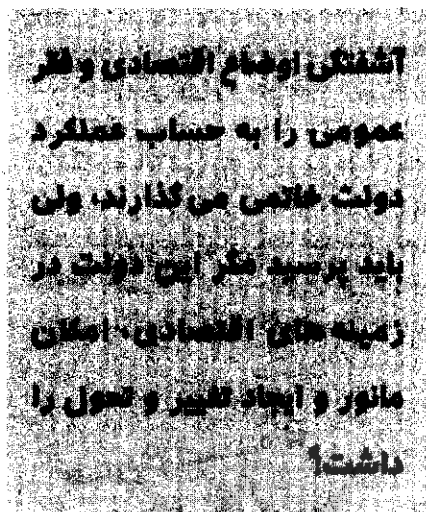 آشفتگی اوضاع اقتصادی و فقر
عمومی را به حساب عملکرد
دولت خاتمی می‌گذارند، ولی
باید پرسید مگر این دولت در
زمینه‌های اقتصادی، امکان
مانور و ایجاد تغییر و تحول را
داشت؟